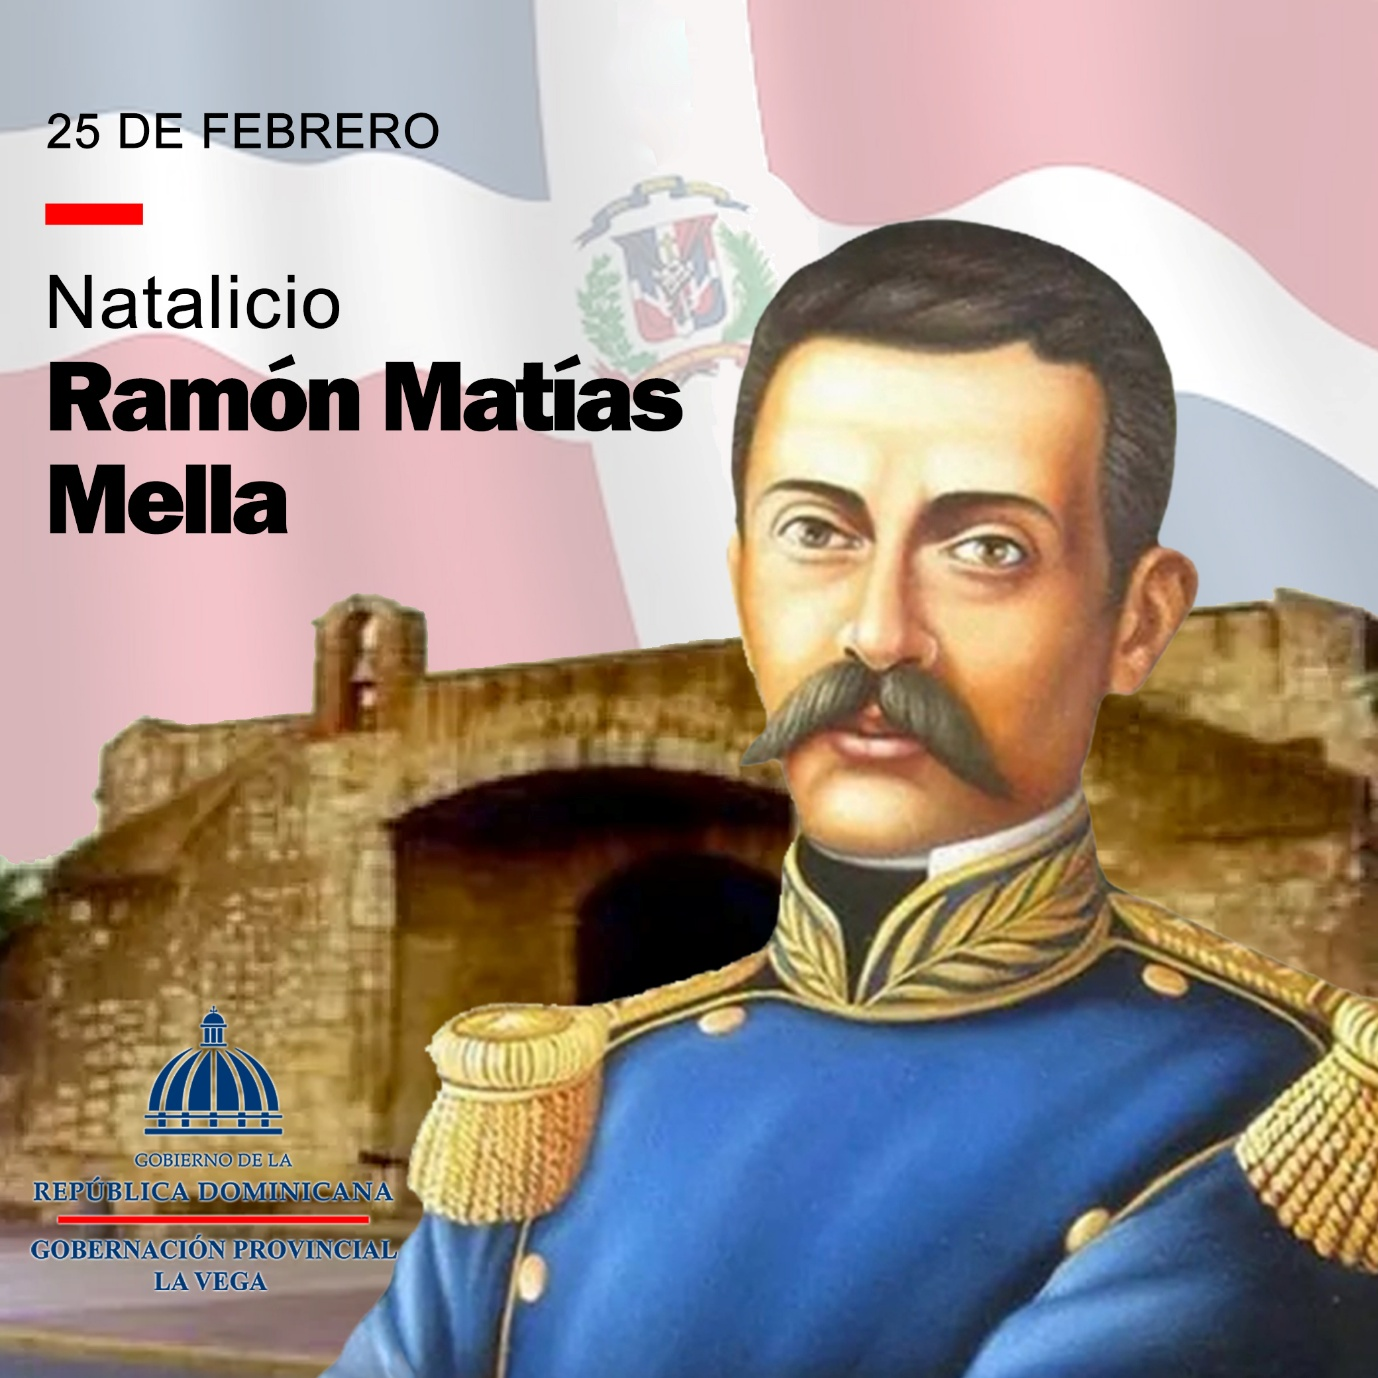 25 DE FEBRERO
Natalicio
Ramón Matías
Mella
GOBIERNO DE LA
REPÚBLICA DOMINICANA
GOBERNACIÓN PROVINCIAL
LA VEGA